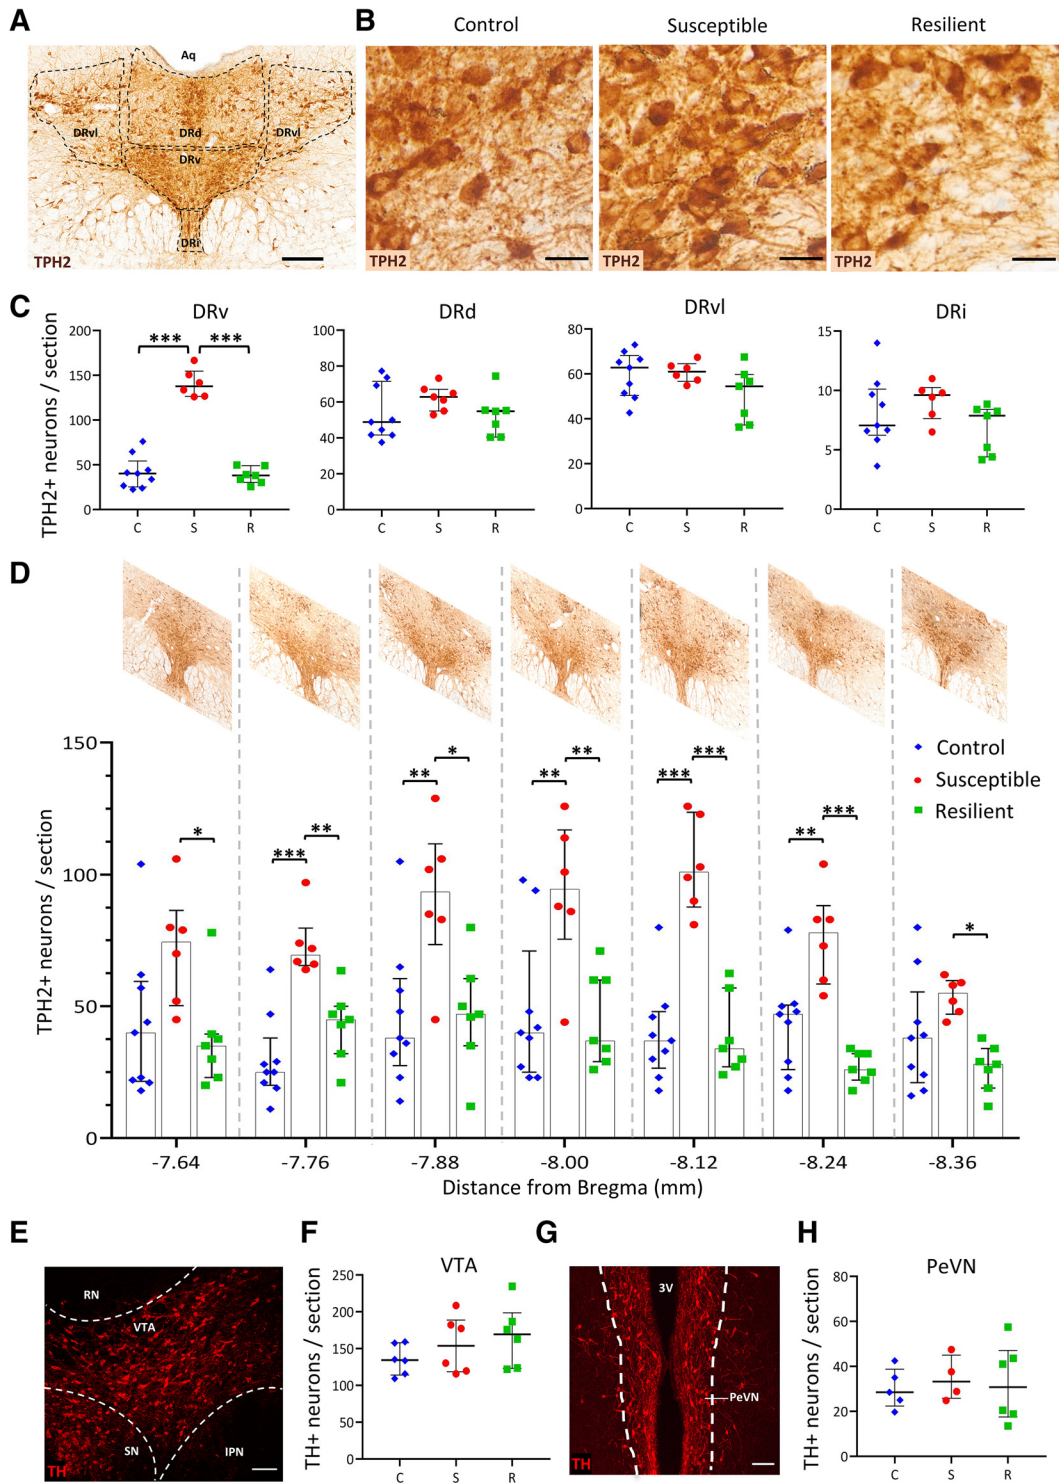 A
Aq
DRvl
DRd
DRvl
DRv
DRi
TPH2
B
Control
Susceptible
Resilient
TPH2
TPH2
TPH2
C
DRv
TPH2+ neurons / section
200
150
100
50
0
***
***
C
S
R
DRd
100
80
60
40
20
0
C
S
R
DRvl
80
60
40
20
0
C
S
R
DRi
15
10
5
0
C
S
R
D
TPH2+ neurons / section
150
100
50
0
*
***
**
**
*
**
**
***
***
**
***
*
Control
Susceptible
Resilient
-7.64
-7.76
-7.88
-8.00
-8.12
-8.24
-8.36
Distance from Bregma (mm)
E
RN
VTA
SN
IPN
TH
F
VTA
TH+ neurons / section
250
200
150
100
50
0
C
S
R
G
3V
PeVN
TH
H
PeVN
TH+ neurons / section
80
60
40
20
0
C
S
R